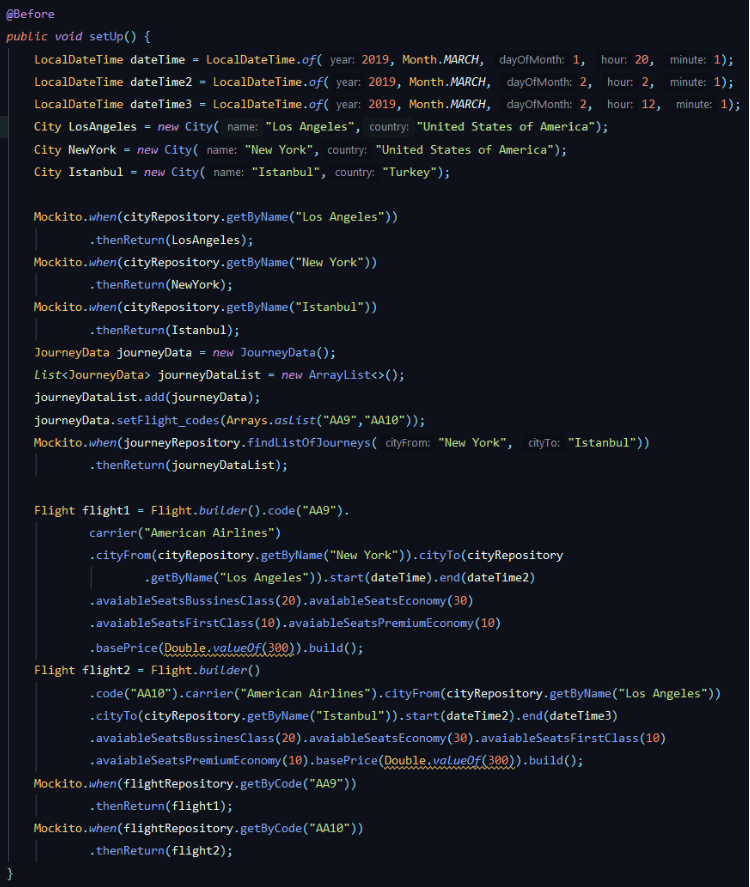 @Before
public void setUp() {
LocalDateTime dateTime = LocalDateTime.of( year: 2019, Month.MARCH, dayOfMonth: 1, hour: 20, minute: 1);
LocalDateTime dateTime2 = LocalDateTime.of( year: 2019, Month.MARCH, dayOfMonth: 2, hour: 2, minute: 1);
LocalDateTime dateTime3 = LocalDateTime.of( year: 2019, Month.MARCH, dayOfMonth: 2, hour: 12, minute: 1);
City LosAngeles = new City( name: "Los Angeles", country: "United States of America");
City NewYork = new City( name: "New York", country: "United States of America");
City Istanbul = new City( name: "Istanbul", country: "Turkey");
Mockito.when(cityRepository.getByName("Los Angeles"))
.thenReturn(LosAngeles);
Mockito.when(cityRepository.getByName("New York"))
.thenReturn(NewYork);
Mockito.when(cityRepository.getByName("Istanbul"))
.thenReturn(Istanbul);
JourneyData journeyData = new JourneyData();
List<JourneyData> journeyDataList = new ArrayList<>();
journeyDataList.add(journeyData);
journeyData.setFlight_codes(Arrays.asList("AA9","AA10"));
Mockito.when(journeyRepository.findListOfJourneys( cityFrom: "New York", cityTo: "Istanbul"))
.thenReturn(journeyDataList);
Flight flight1 = Flight.builder().code("AA9").
carrier("American Airlines")
.cityFrom(cityRepository.getByName("New York")).cityTo(cityRepository
.getByName("Los Angeles")).start(dateTime).end(dateTime2)
.avaiableSeatsBussinesClass(20).avaiableSeatsEconomy(30)
.avaiableSeatsFirstClass(10).avaiableSeatsPremiumEconomy(10)
.basePrice(Double.valueOf(300)).build();
Flight flight2 = Flight.builder()
.code("AA10").carrier("American Airlines").cityFrom(cityRepository.getByName("Los Angeles"))
.cityTo(cityRepository.getByName("Istanbul")).start(dateTime2).end(dateTime3)
.avaiableSeatsBussinesClass(20).avaiableSeatsEconomy(30).avaiableSeatsFirstClass(10)
.avaiableSeatsPremiumEconomy(10).basePrice(Double.valueOf(300)).build();
Mockito.when(flightRepository.getByCode("AA9"))
.thenReturn(flight1);
Mockito.when(flightRepository.getByCode("AA10"))
.thenReturn(flight2);
}